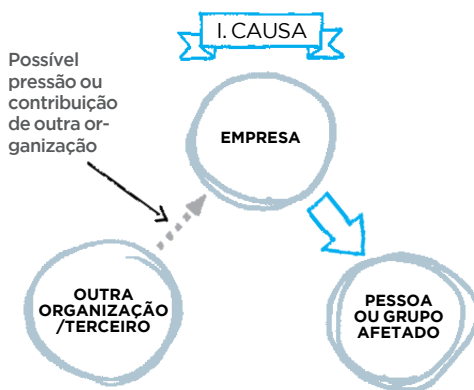 I. CAUSA
Possível
pressão ou
contribuição
de outra or-
ganização
EMPRESA
OUTRA
ORGANIZAÇÃO
/TERCEIRO
PESSOA
OU GRUPO
AFETADO